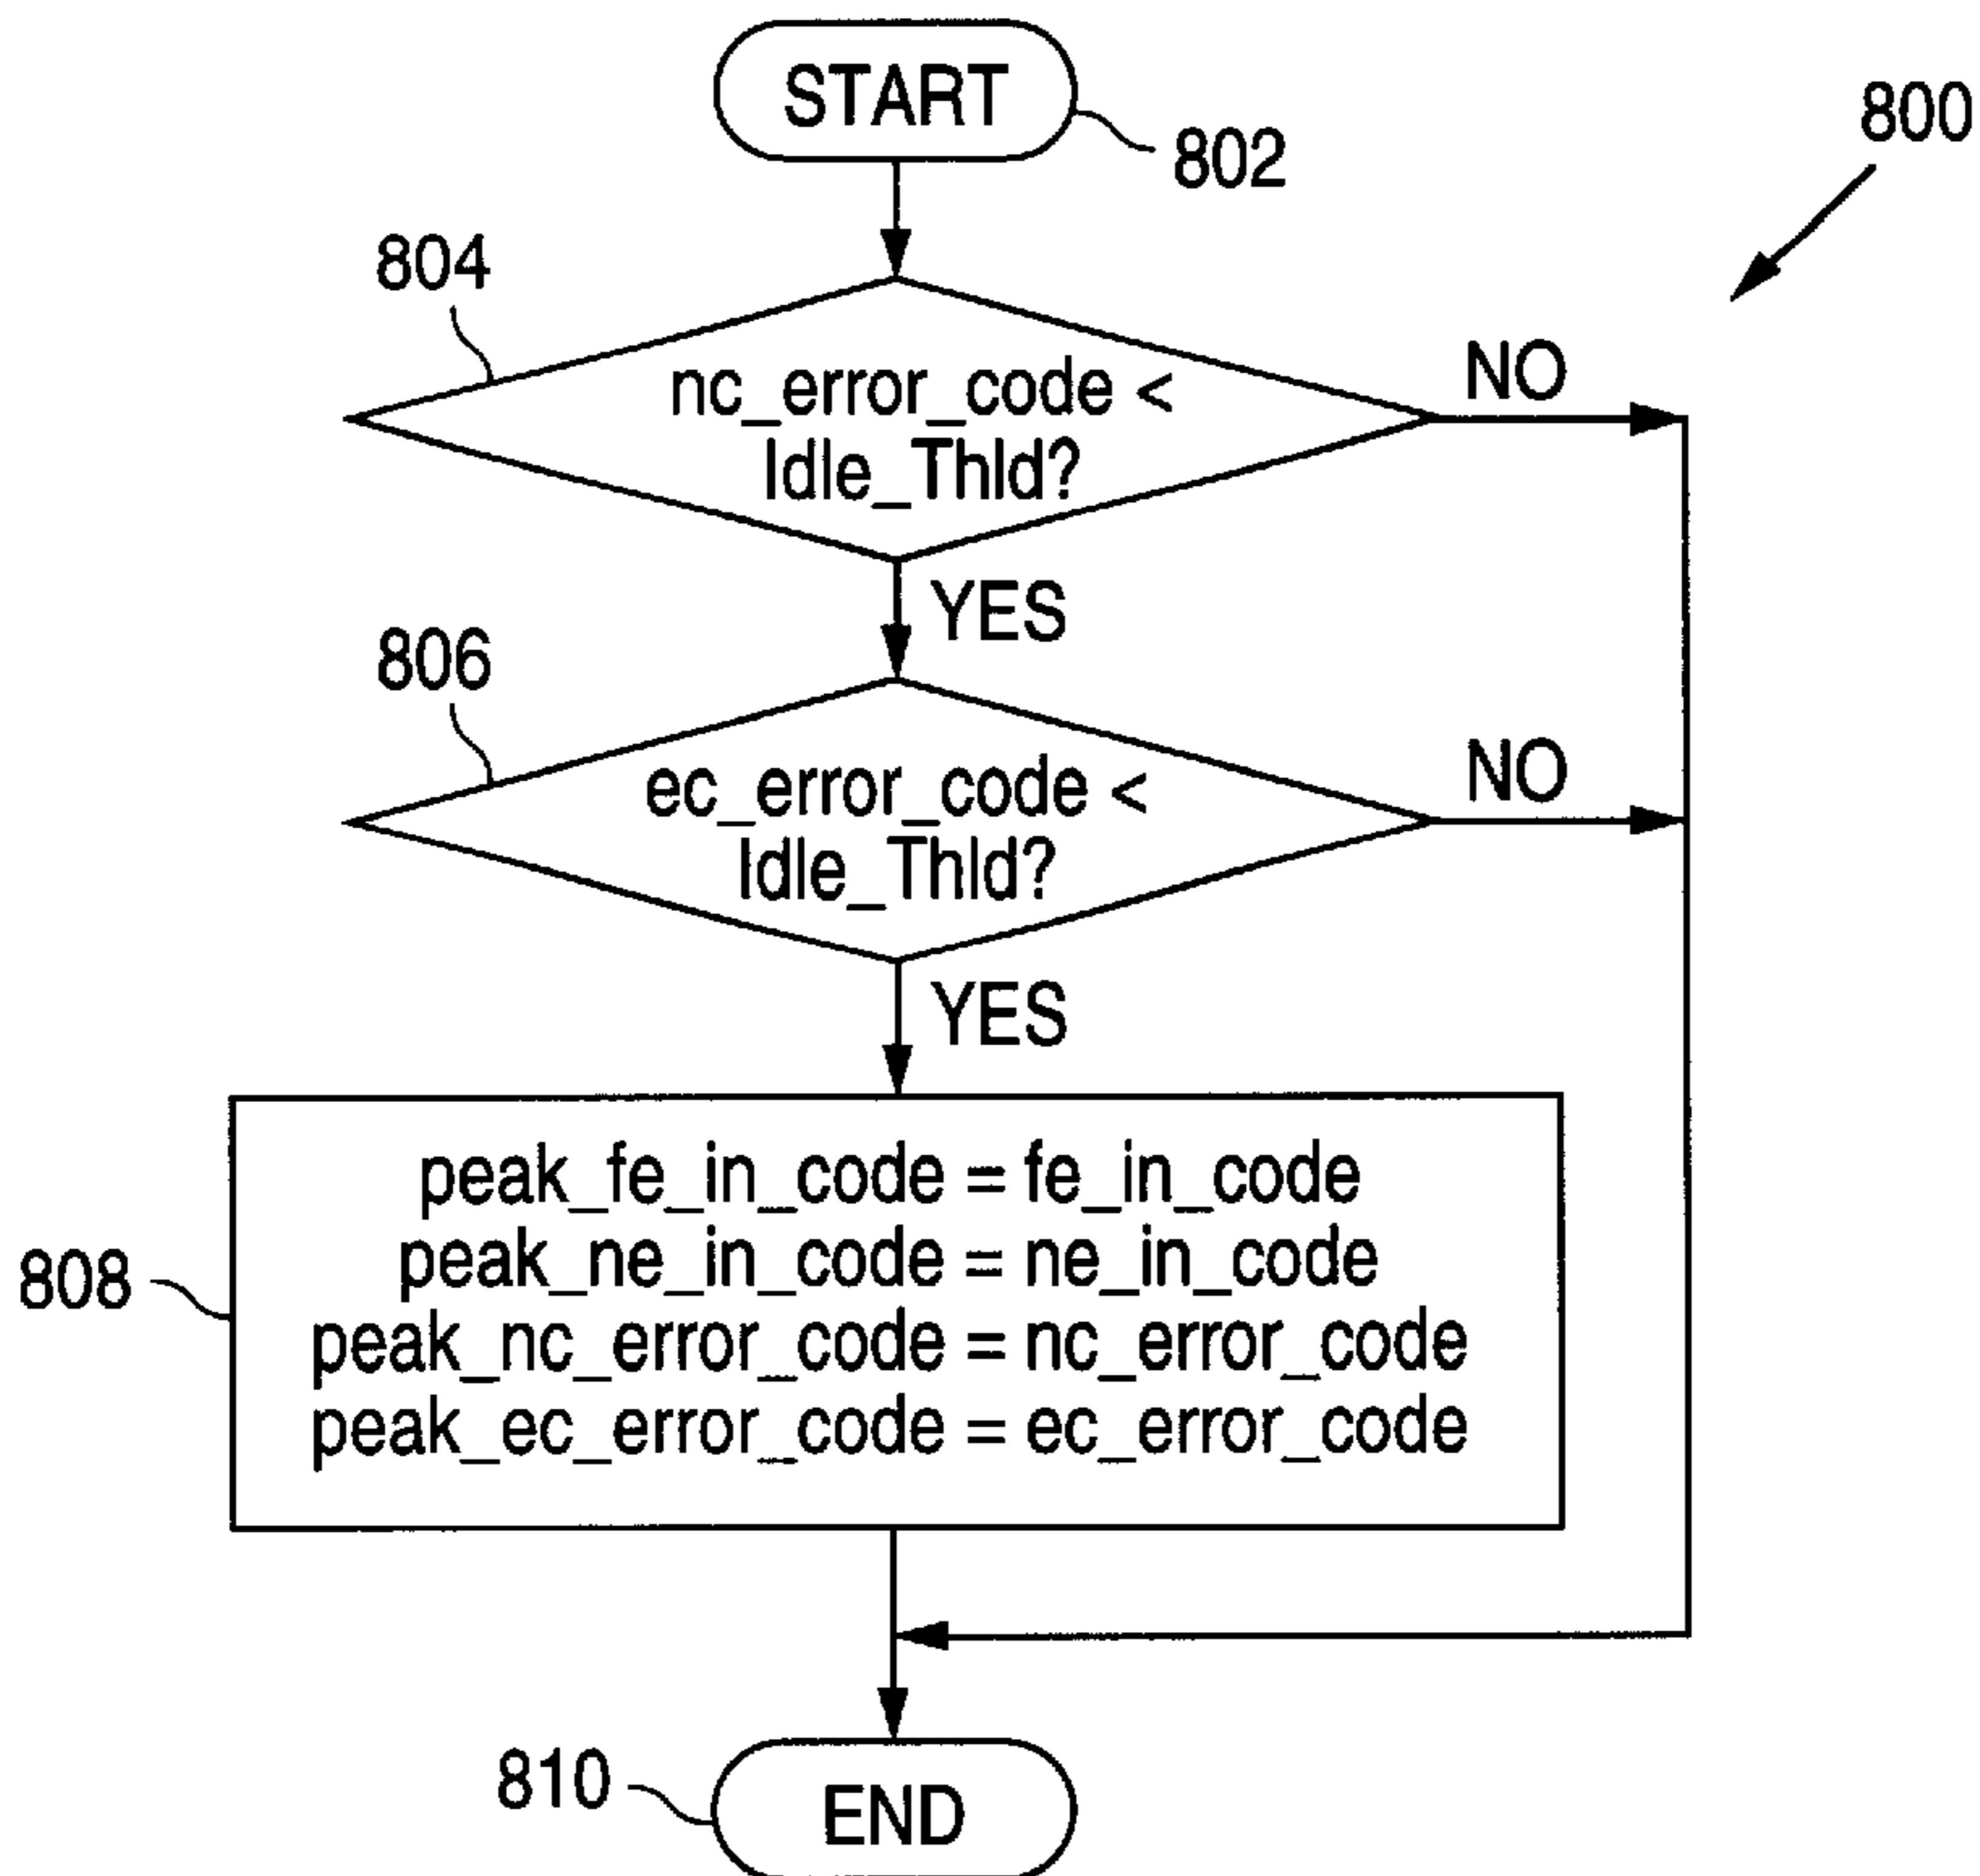 START
802
800
804
nc_error_code <
Idle_Thld?
NO
YES
806
ec_error_code <
Idle_Thld?
NO
YES
808
peak_fe_in_code = fe_in_code
peak_ne_in_code = ne_in_code
peak_nc_error_code = nc_error_code
peak_ec_error_code = ec_error_code
810
END